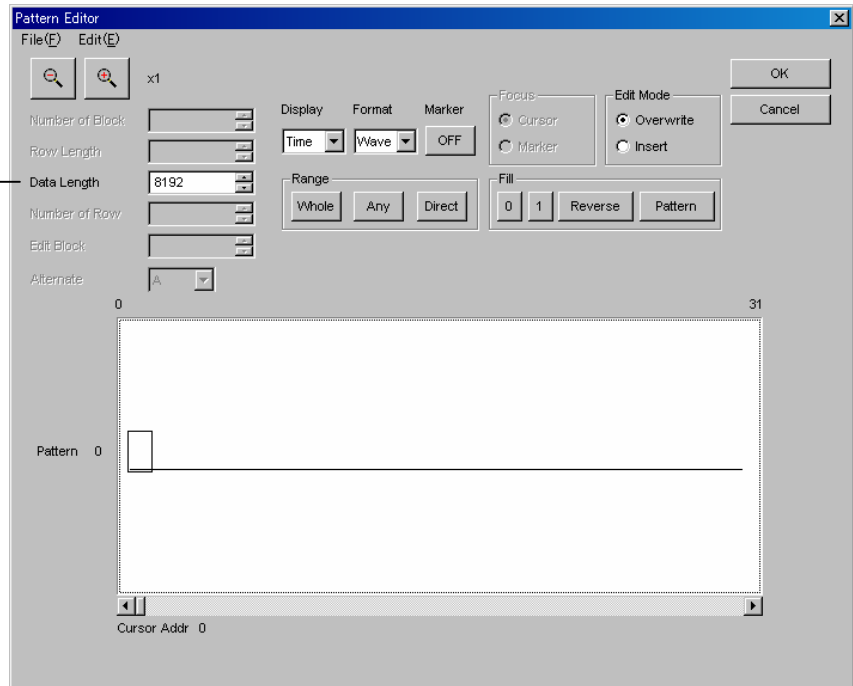 Pattern Editor
File(F) Edit(E)
x1
OK
Cancel
Number of Block
Row Length
Data Length 8192
Number of Row
Edit Block
Alternate A
Display Format Marker
Time Wave OFF
Focus
Cursor
Marker
Edit Mode
Overwrite
Insert
Range
Whole Any Direct
Fill
0 1 Reverse Pattern
0 31
Pattern 0
Cursor Addr 0